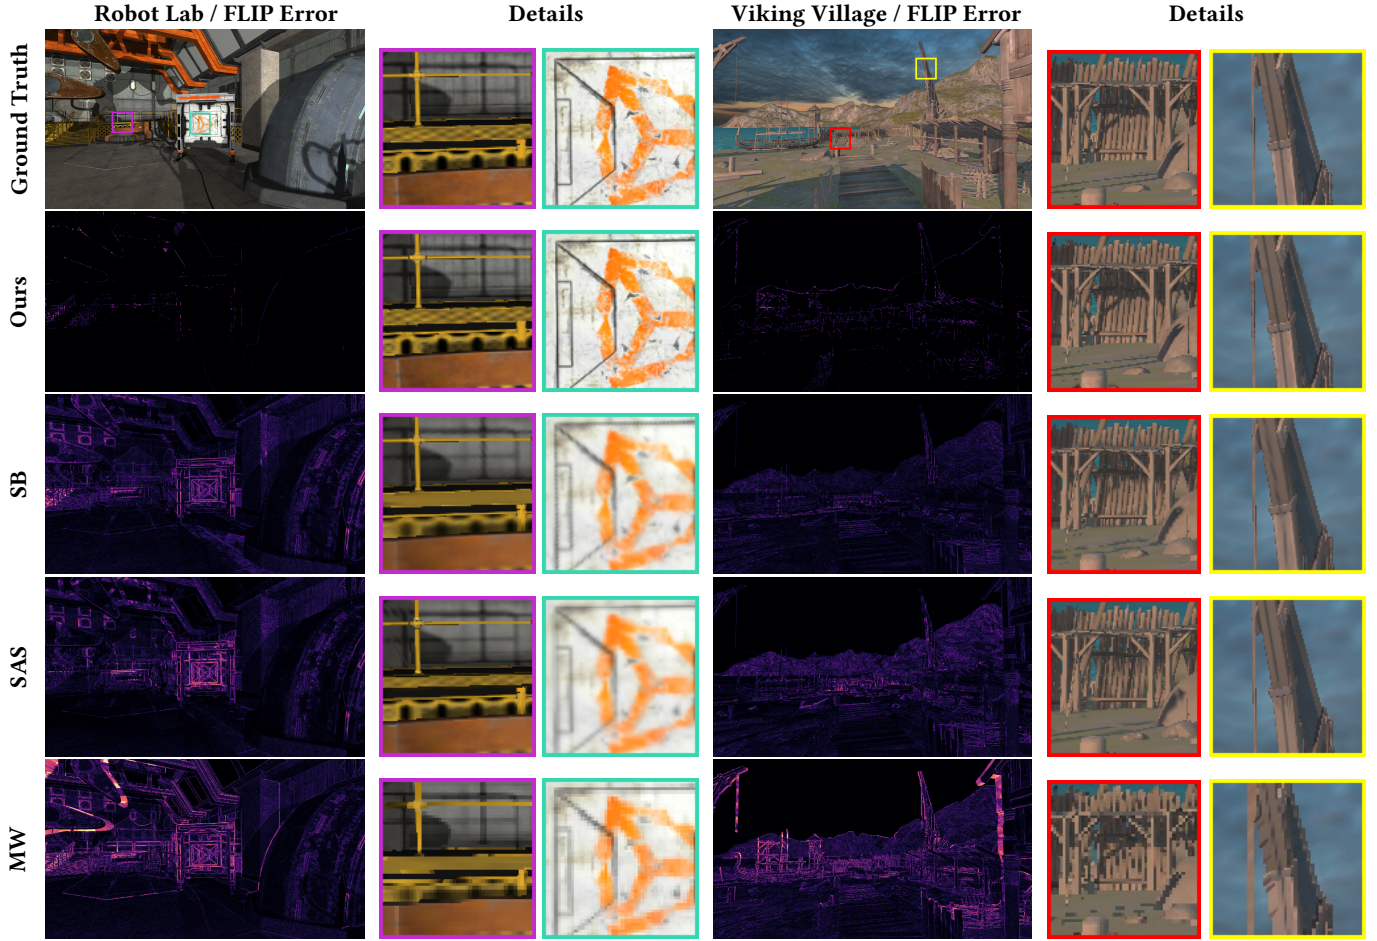 Robot Lab / FLIP Error
Details
Viking Village / FLIP Error
Details
Ground Truth
Ours
SB
SAS
MW